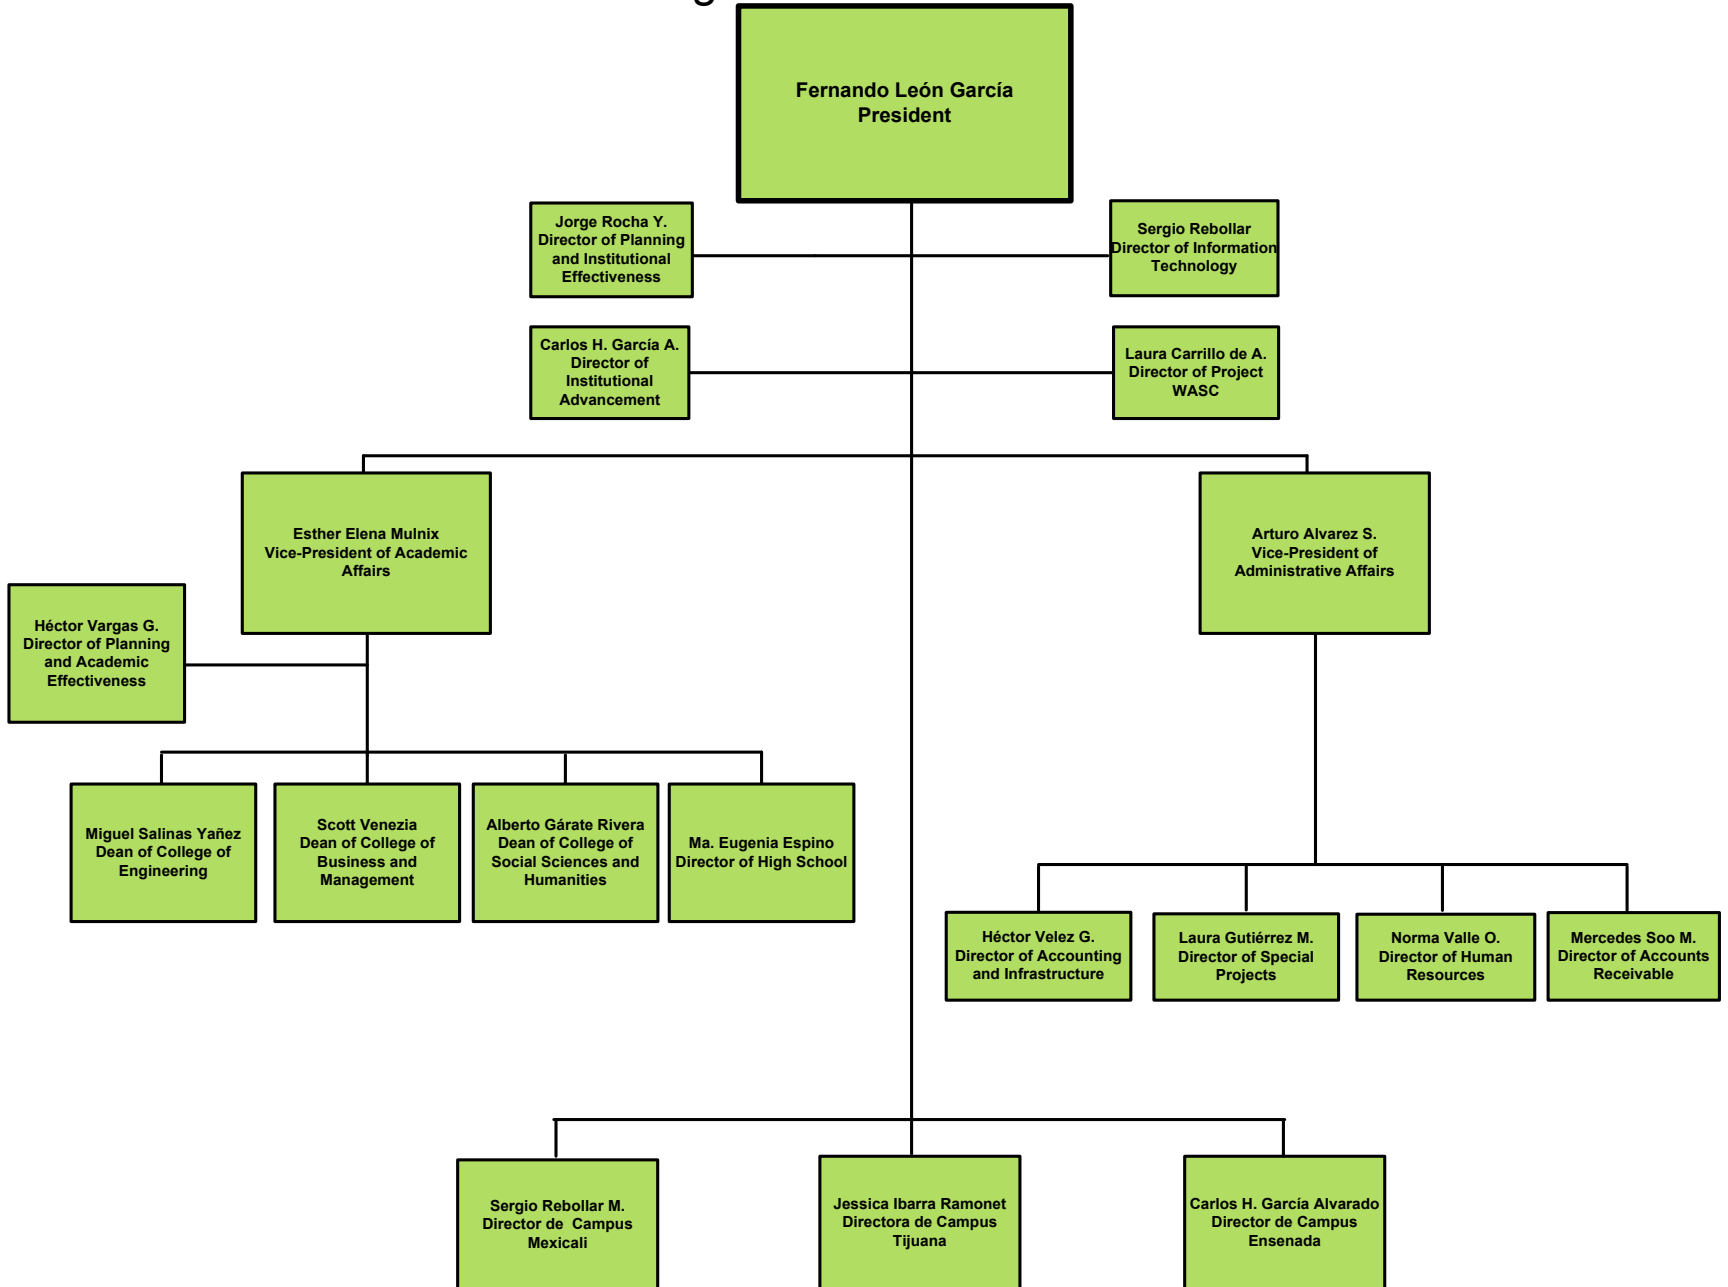 Fernando León García
President
Jorge Rocha Y.
Director of Planning
and Institutional
Effectiveness
Sergio Rebollar
Director of Information
Technology
Carlos H. García A.
Director of
Institutional
Advancement
Laura Carrillo de A.
Director of Project
WASC
Esther Elena Mulnix
Vice-President of Academic
Affairs
Arturo Alvarez S.
Vice-President of
Administrative Affairs
Héctor Vargas G.
Director of Planning
and Academic
Effectiveness
Miguel Salinas Yañez
Dean of College of
Engineering
Scott Venezia
Dean of College of
Business and
Management
Alberto Gárate Rivera
Dean of College of
Social Sciences and
Humanities
Ma. Eugenia Espino
Director of High School
Héctor Velez G.
Director of Accounting
and Infrastructure
Laura Gutiérrez M.
Director of Special
Projects
Norma Valle O.
Director of Human
Resources
Mercedes Soo M.
Director of Accounts
Receivable
Sergio Rebollar M.
Director de Campus
Mexicali
Jessica Ibarra Ramonet
Directora de Campus
Tijuana
Carlos H. García Alvarado
Director de Campus
Ensenada